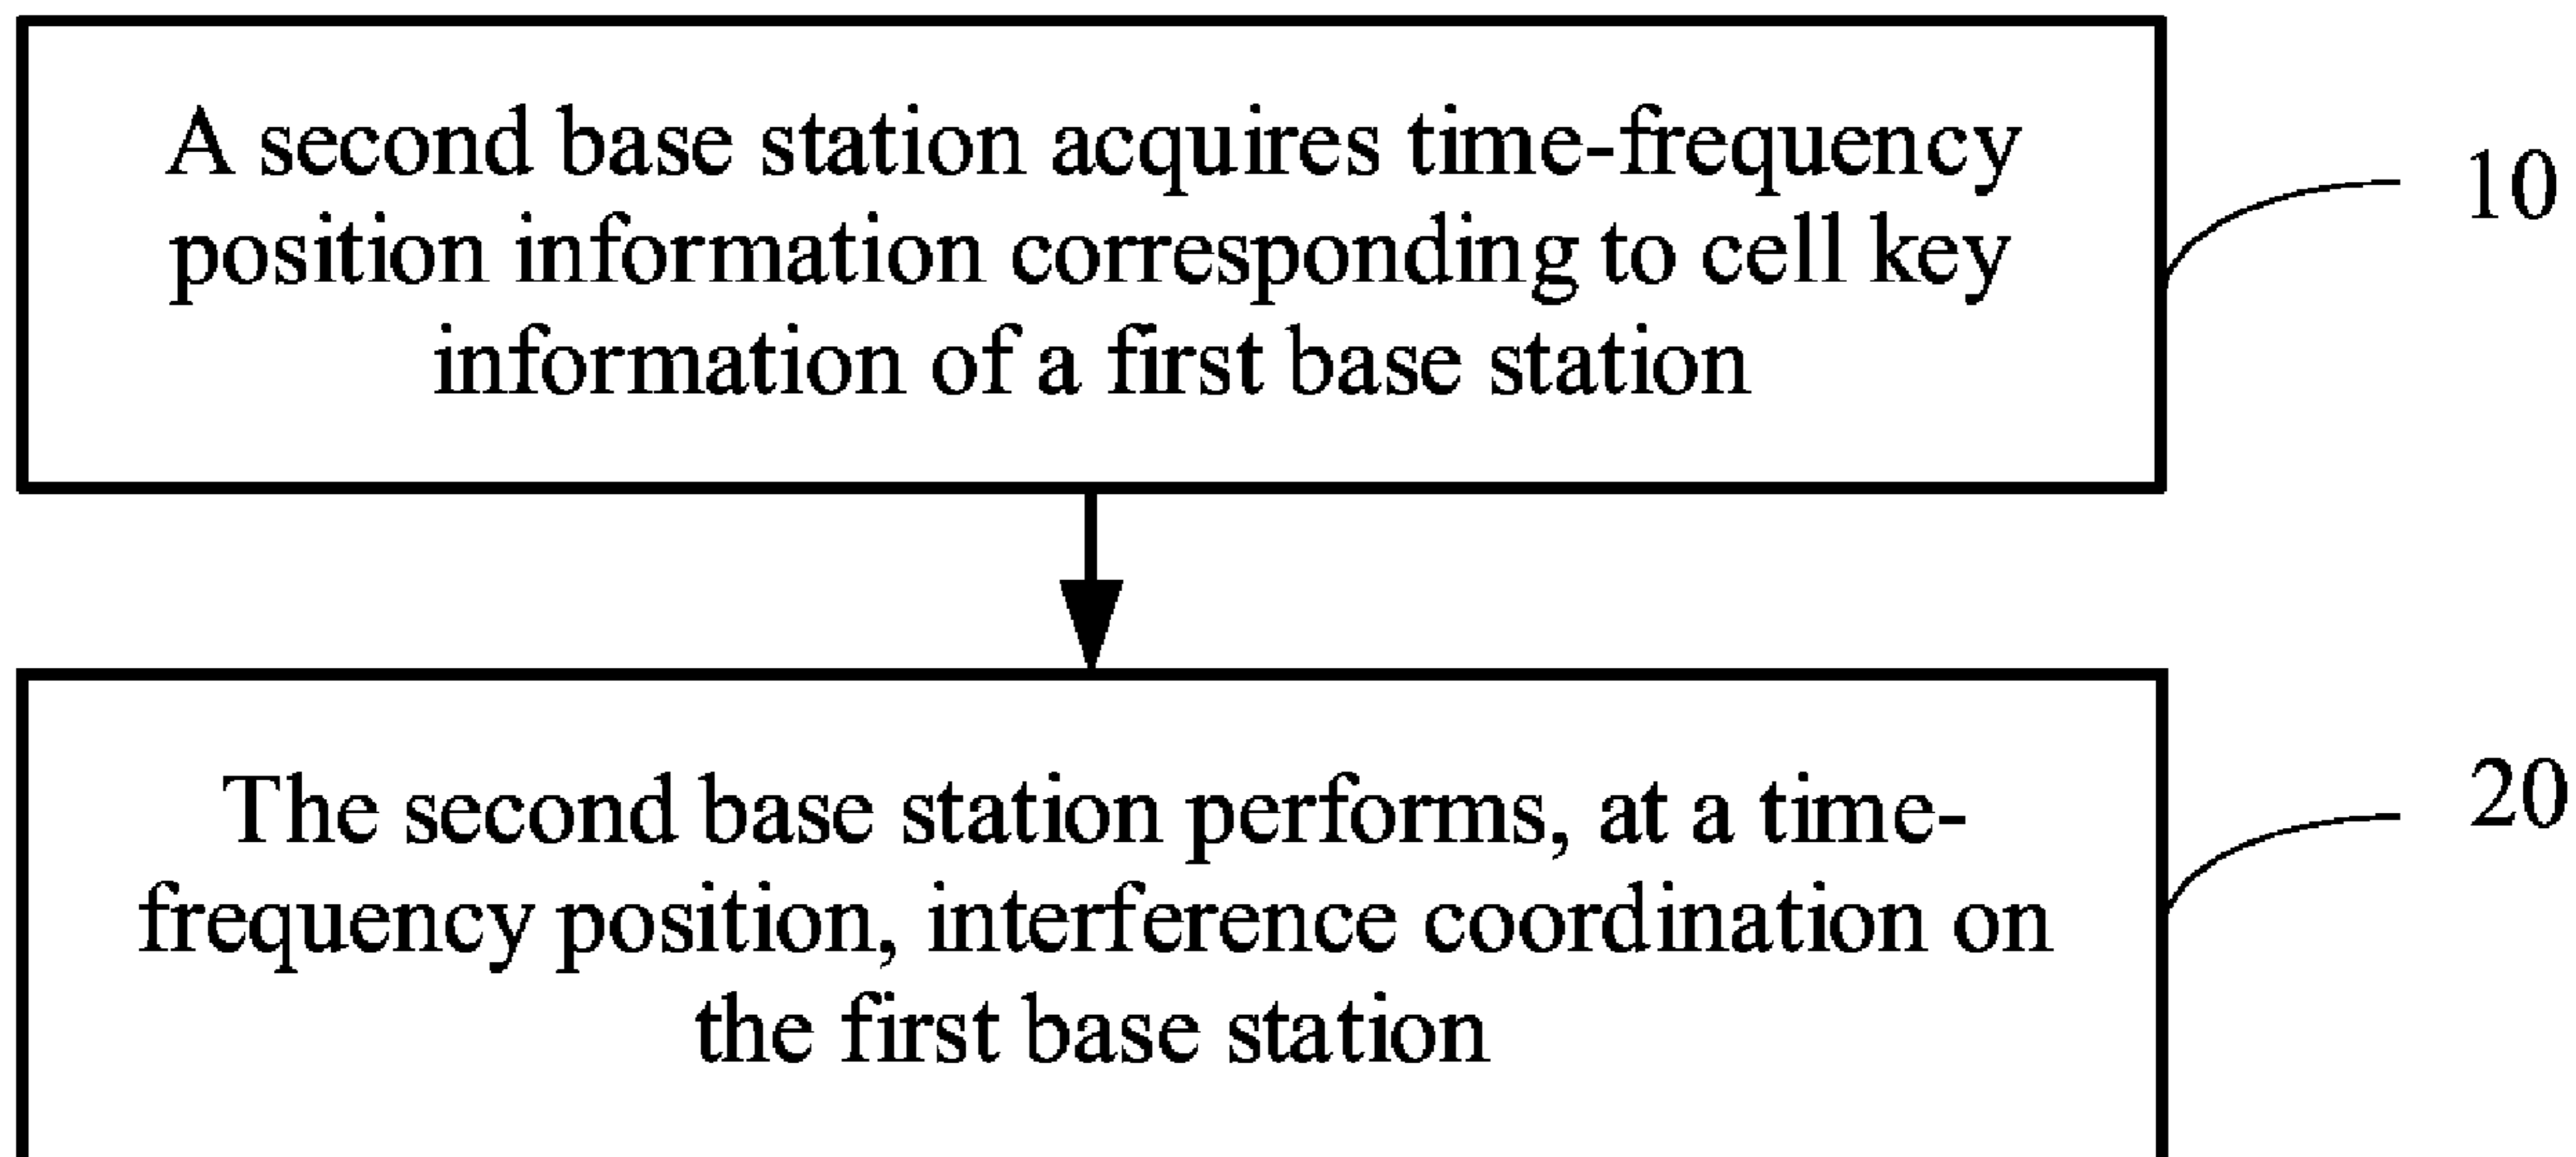 A second base station acquires time-frequency
position information corresponding to cell key
information of a first base station
10
The second base station performs, at a time-
frequency position, interference coordination on
the first base station
20